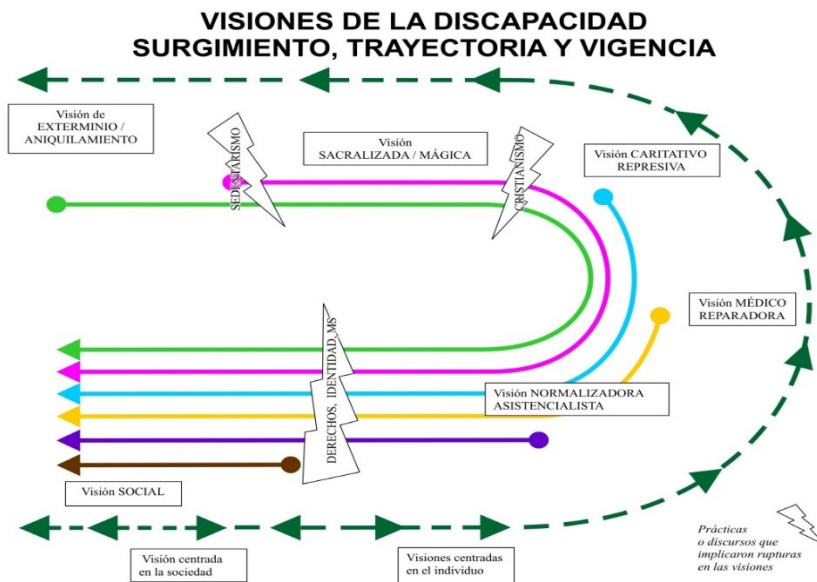 VISIONES DE LA DISCAPACIDAD
SURGIMIENTO, TRAYECTORIA Y VIGENCIA
Visión de
EXTERMINIO /
ANIQUILAMIENTO
SEDENTARISMO
Visión
SACRALIZADA / MÁGICA
CRISTIANISMO
Visión CARITATIVO
REPRESIVA
Visión MÉDICO
REPARADORA
DERECHOS, IDENTIDAD_MS
Visión NORMALIZADORA
ASISTENCIALISTA
Visión SOCIAL
Visión centrada
en la sociedad
Visiones centradas
en el individuo
Prácticas
o discursos que
implicaron rupturas
en las visiones